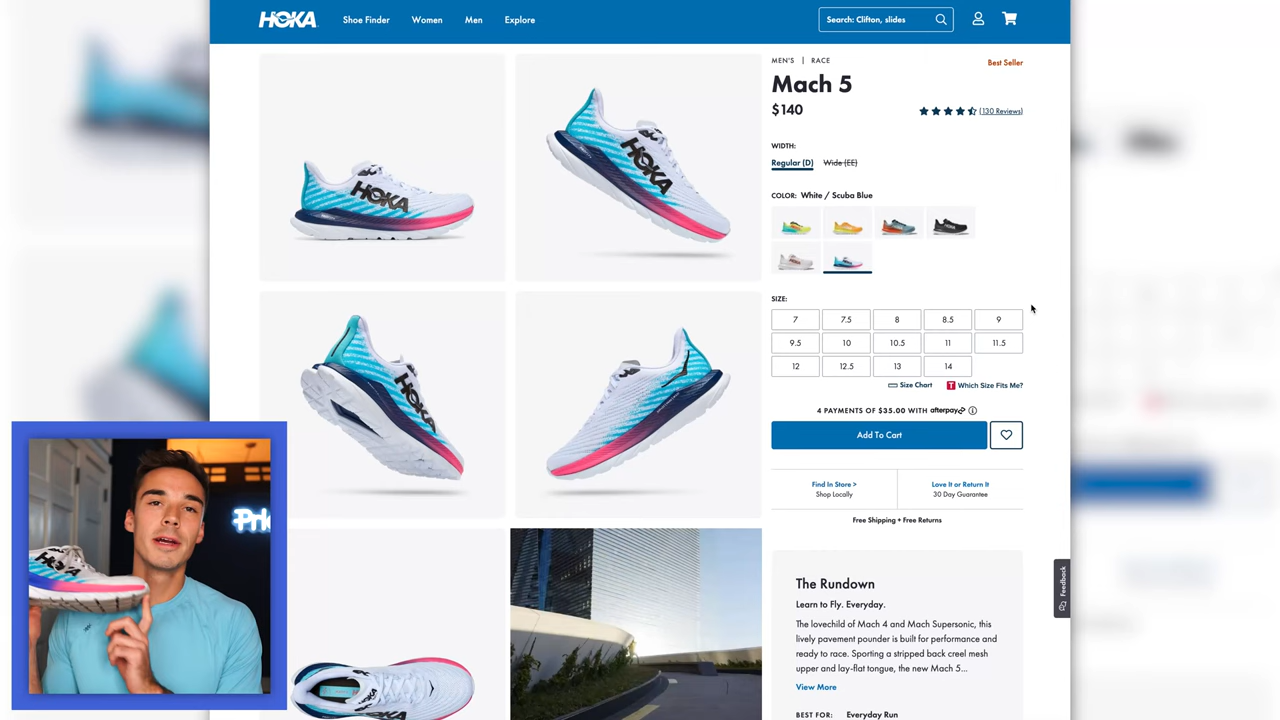 HOKA
Shoe Finder
Women
Men
Explore
Search: Clifton, slides
MEN'S | RACE
Best Seller
Mach 5
$140
(130 Reviews)
WIDTH:
Regular (D)
Wide (EE)
COLOR: White / Scuba Blue
SIZE:
7 7.5 8 8.5 9
9.5 10 10.5 11 11.5
12 12.5 13 14
Size Chart
T Which Size Fits Me?
4 PAYMENTS OF $35.00 WITH afterpay
Add To Cart
Find In Store >
Shop Locally
Love It or Return It
30 Day Guarantee
Free Shipping + Free Returns
Feedback
The Rundown
Learn to Fly. Everyday.
The lovechild of Mach 4 and Mach Supersonic, this
lively pavement pounder is built for performance and
ready to race. Sporting a stripped back creel mesh
upper and lay-flat tongue, the new Mach 5...
View More
BEST FOR: Everyday Run
HOKA
HOKA
HOKA
HOKA